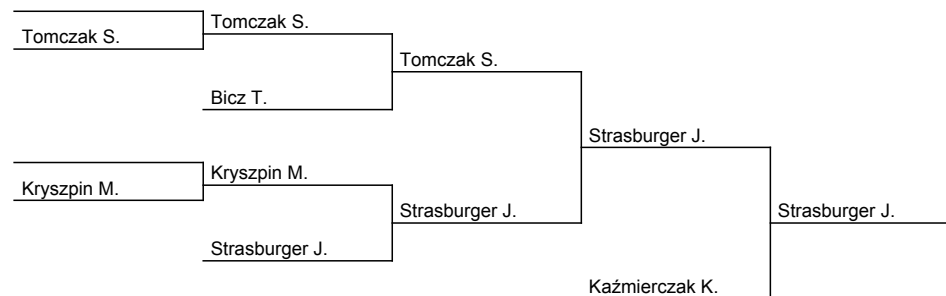 Tomczak S.
Tomczak S.
Tomczak S.
Bicz T.
Strasburger J.
Kryszpin M.
Kryszpin M.
Strasburger J.
Strasburger J.
Strasburger J.
Kaźmierczak K.